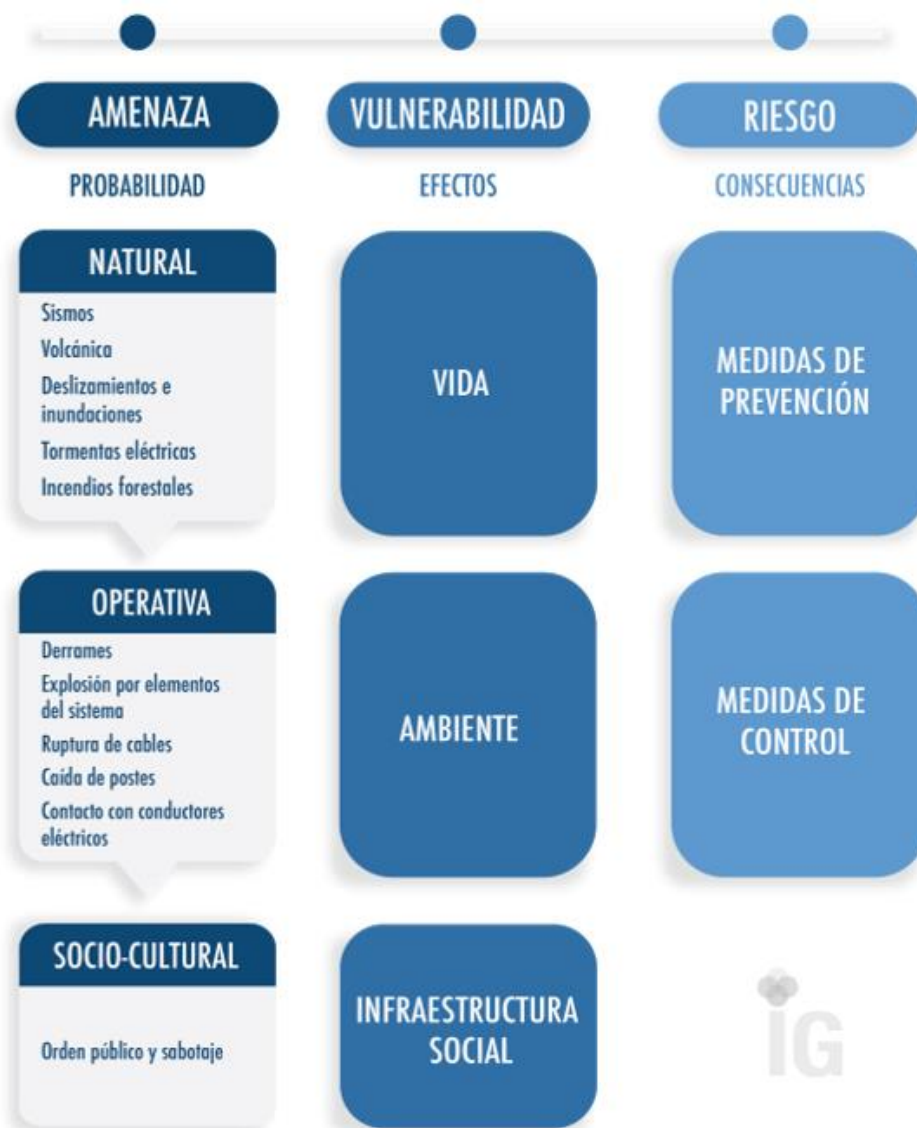 AMENAZA
PROBABILIDAD
NATURAL
Sismos
Volcánica
Deslizamientos e
inundaciones
Tormentas eléctricas
Incendios forestales
OPERATIVA
Derrames
Explosión por elementos
del sistema
Ruptura de cables
Caída de postes
Contacto con conductores
eléctricos
SOCIO-CULTURAL
Orden público y sabotaje
VULNERABILIDAD
EFECTOS
VIDA
AMBIENTE
INFRAESTRUCTURA
SOCIAL
RIESGO
CONSECUENCIAS
MEDIDAS DE
PREVENCIÓN
MEDIDAS DE
CONTROL
IG